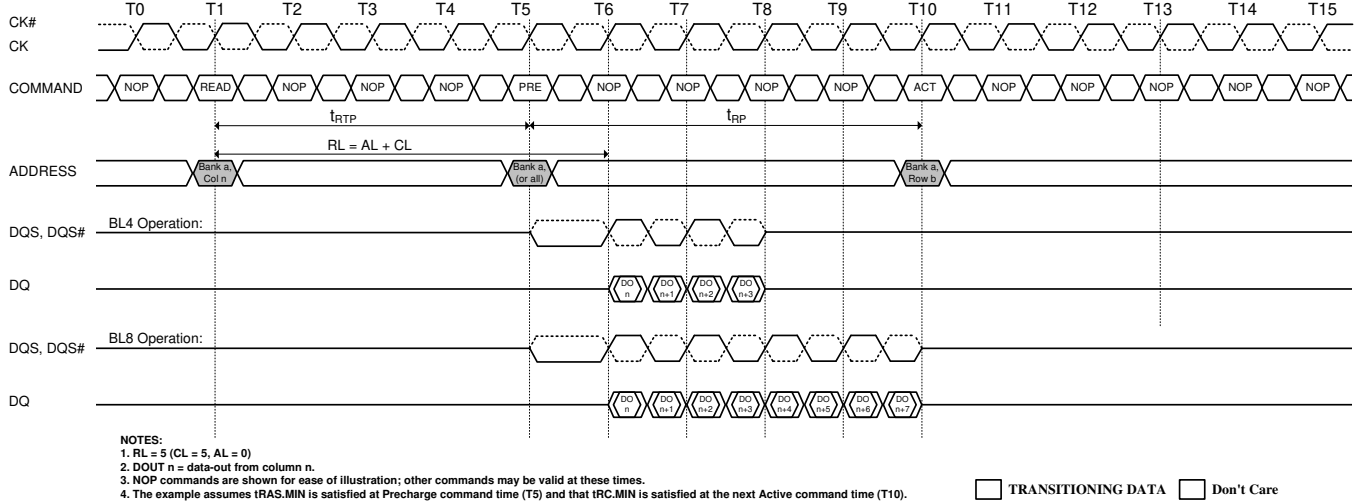 T0 T1 T2 T3 T4 T5 T6 T7 T8 T9 T10 T11 T12 T13 T14 T15
CK#
CK
COMMAND NOP READ NOP NOP NOP PRE NOP NOP NOP NOP ACT NOP NOP NOP NOP NOP
tRTP tRP
RL = AL + CL
ADDRESS
Bank a, Bank a, Bank a,
Col n (or all) Row b
BL4 Operation:
DQS, DQS#
DQ
DO DO DO DO
n n+1 n+2 n+3
BL8 Operation:
DQS, DQS#
DQ
DO DO DO DO DO DO DO DO
n n+1 n+2 n+3 n+4 n+5 n+6 n+7
NOTES:
1. RL = 5 (CL = 5, AL = 0)
2. DOUT n = data-out from column n.
3. NOP commands are shown for ease of illustration; other commands may be valid at these times.
4. The example assumes tRAS.MIN is satisfied at Precharge command time (T5) and that tRC.MIN is satisfied at the next Active command time (T10).
TRANSITIONING DATA Don't Care